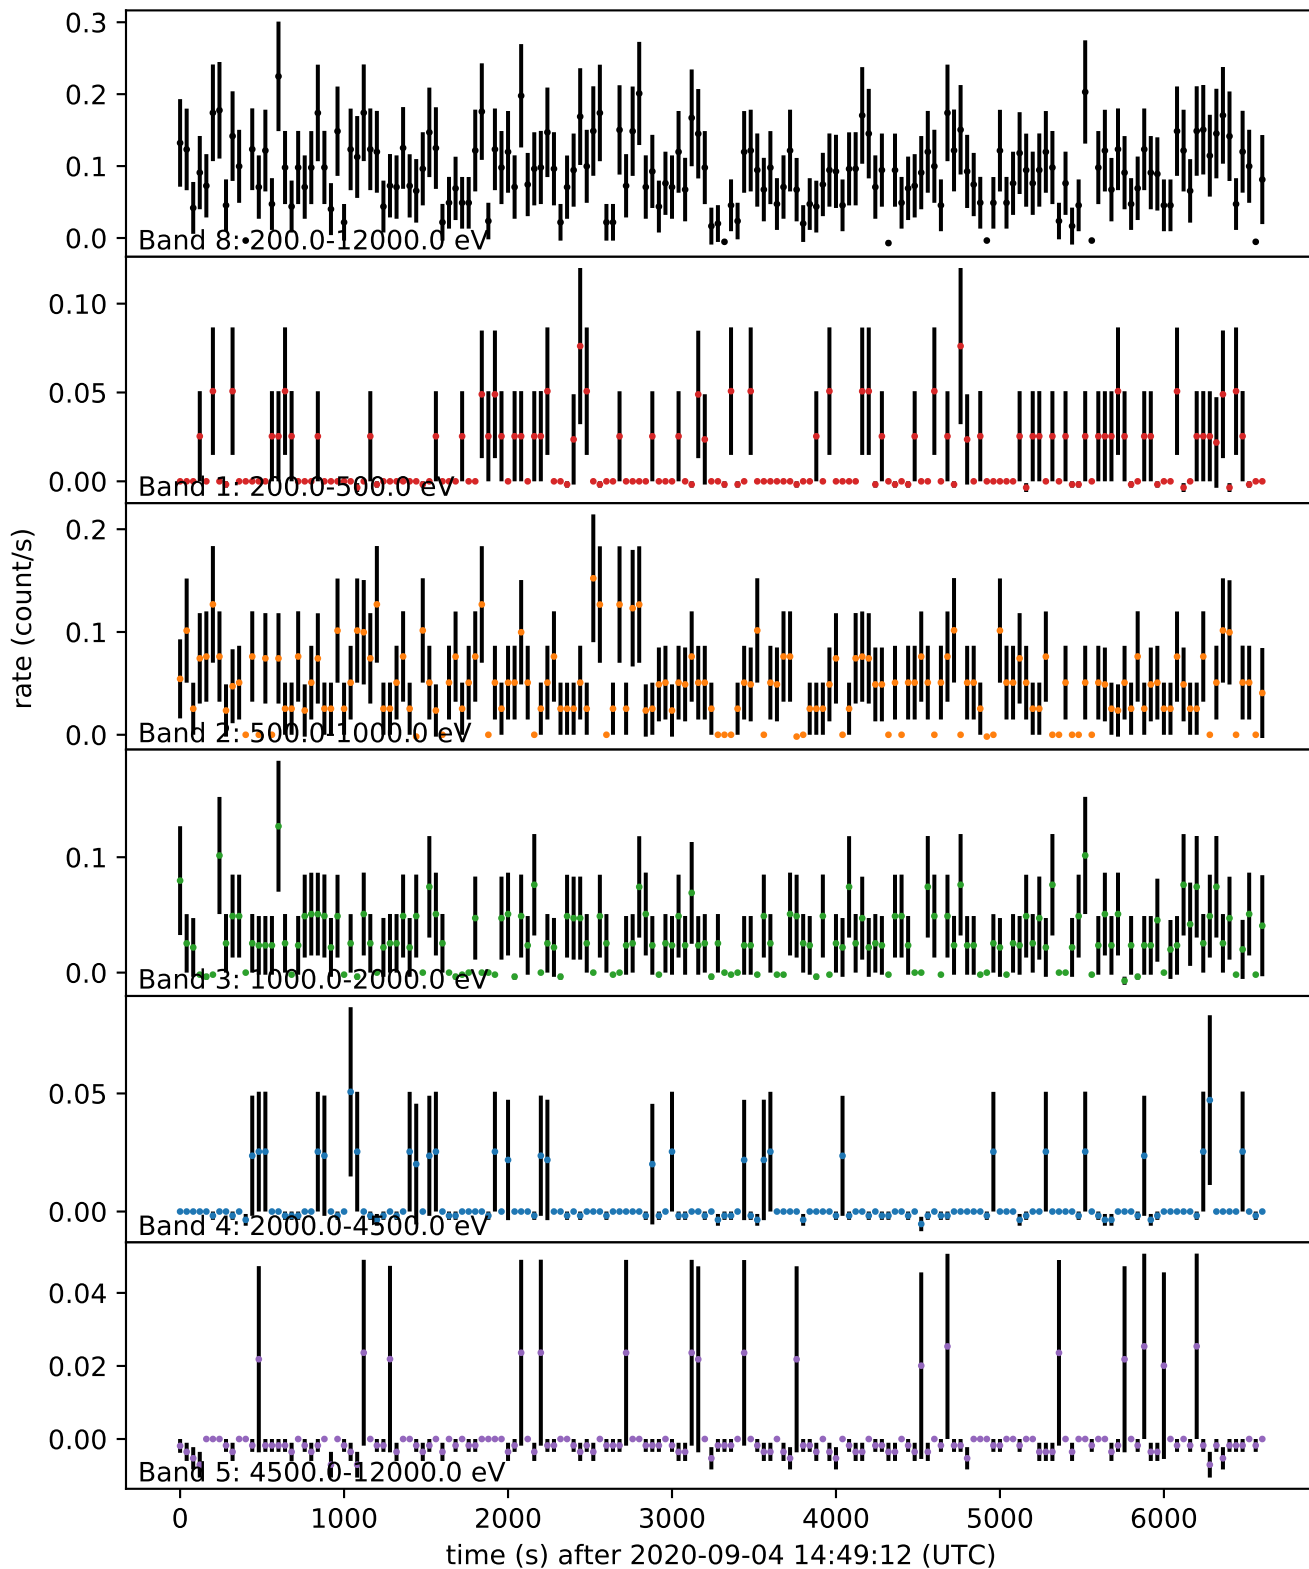 0.3
0.2
0.1
0.0
Band 8: 200.0-12000.0 eV
0.10
0.05
0.00
Band 1: 200.0-500.0 eV
rate (count/s)
0.2
0.1
0.0
Band 2: 500.0-1000.0 eV
0.1
0.0
Band 3: 1000.0-2000.0 eV
0.05
0.00
Band 4: 2000.0-4500.0 eV
0.04
0.02
0.00
Band 5: 4500.0-12000.0 eV
0 1000 2000 3000 4000 5000 6000
time (s) after 2020-09-04 14:49:12 (UTC)